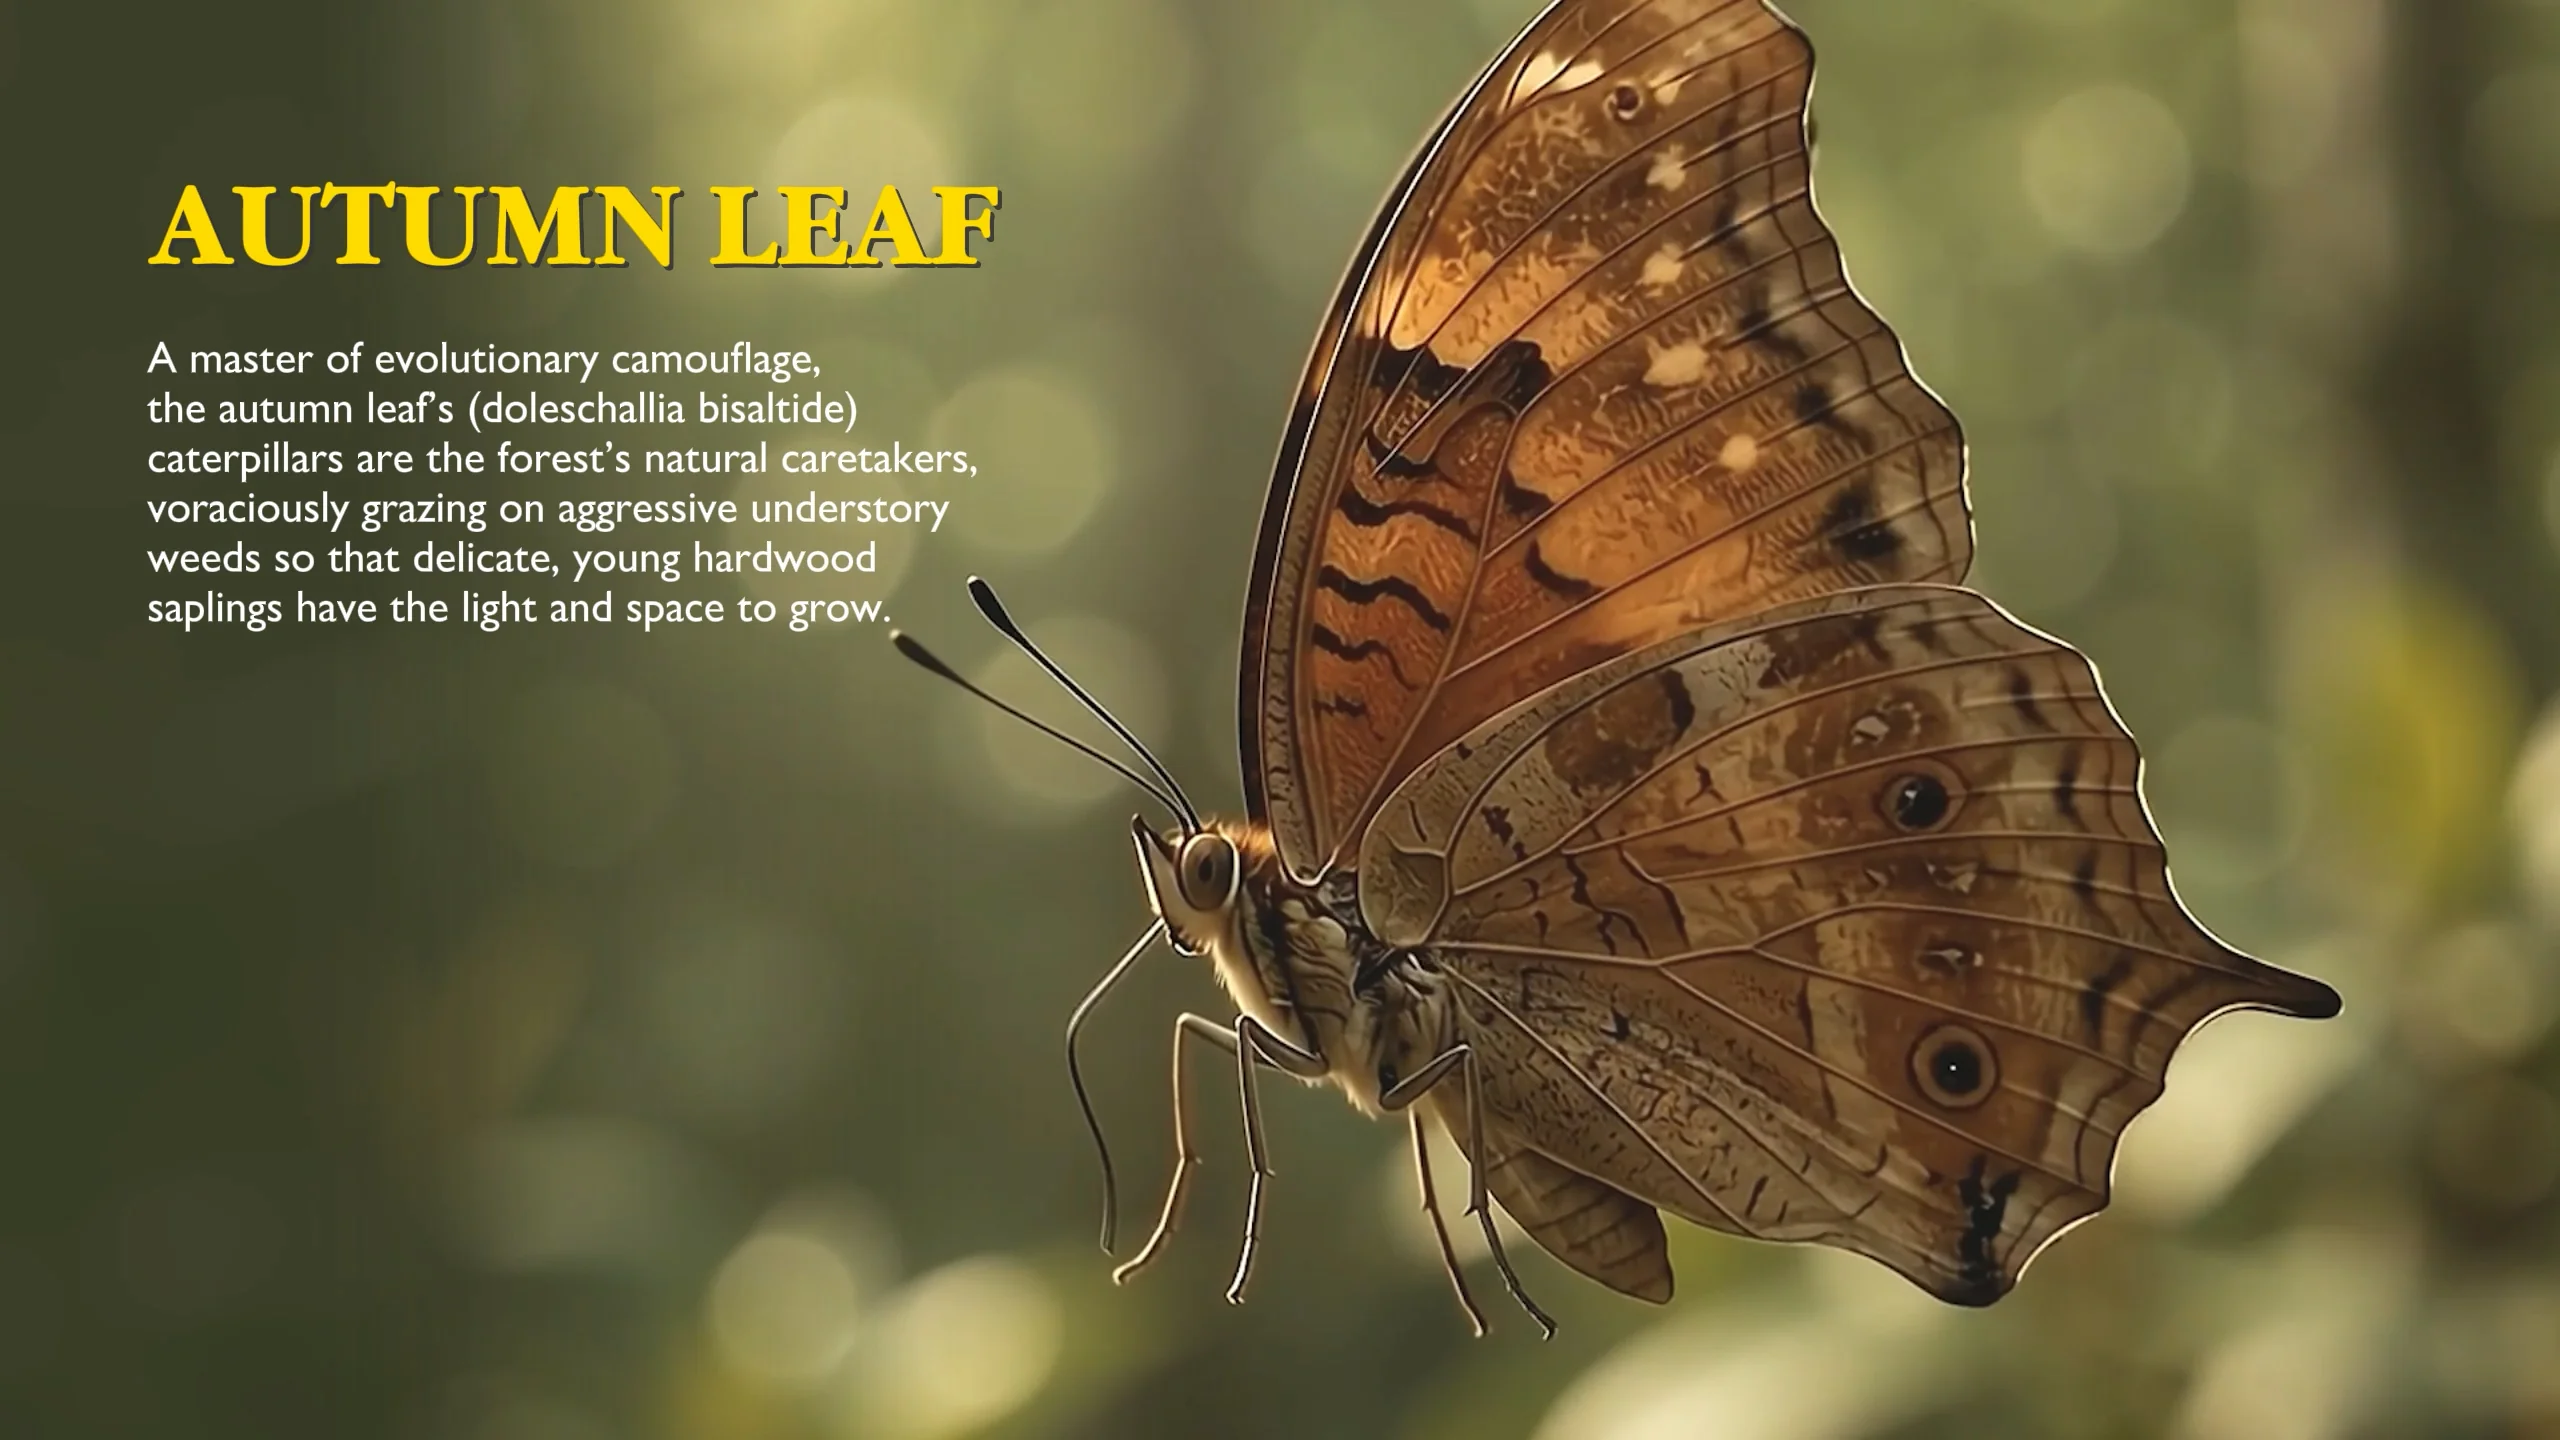 AUTUMN LEAF
A master of evolutionary camouflage,
the autumn leaf’s (doleschallia bisaltide)
caterpillars are the forest’s natural caretakers,
voraciously grazing on aggressive understory
weeds so that delicate, young hardwood
saplings have the light and space to grow.